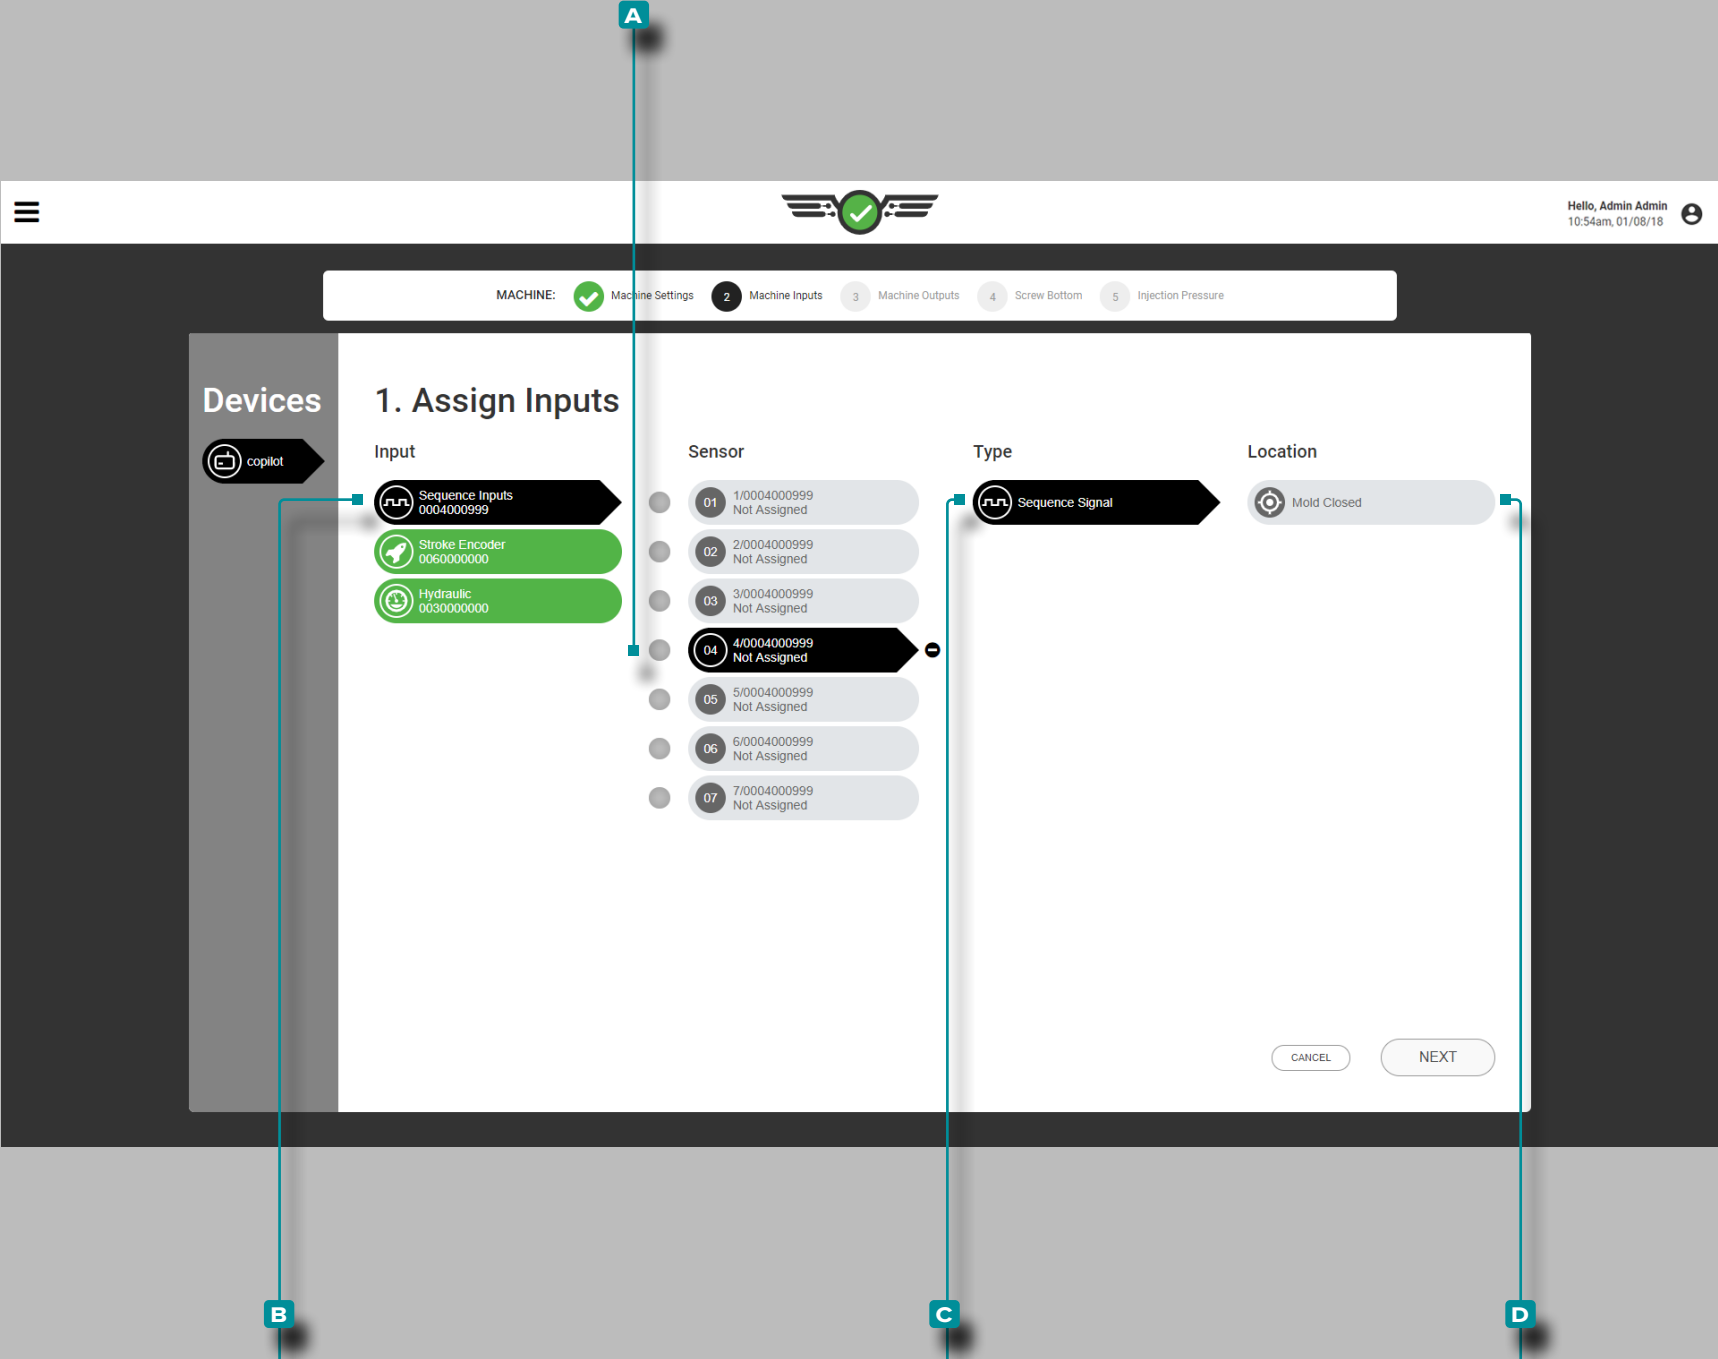 A
Hello, Admin Admin
10:54am, 01/08/18
MACHINE: Machine Settings 2 Machine Inputs 3 Machine Outputs 4 Screw Bottom 5 Injection Pressure
Devices
copilot
1. Assign Inputs
Input
Sequence Inputs
0004000999
Stroke Encoder
0060000000
Hydraulic
0030000000
Sensor
01 1/0004000999
Not Assigned
02 2/0004000999
Not Assigned
03 3/0004000999
Not Assigned
04 4/0004000999
Not Assigned
05 5/0004000999
Not Assigned
06 6/0004000999
Not Assigned
07 7/0004000999
Not Assigned
Type
Sequence Signal
Location
Mold Closed
CANCEL NEXT
B C D